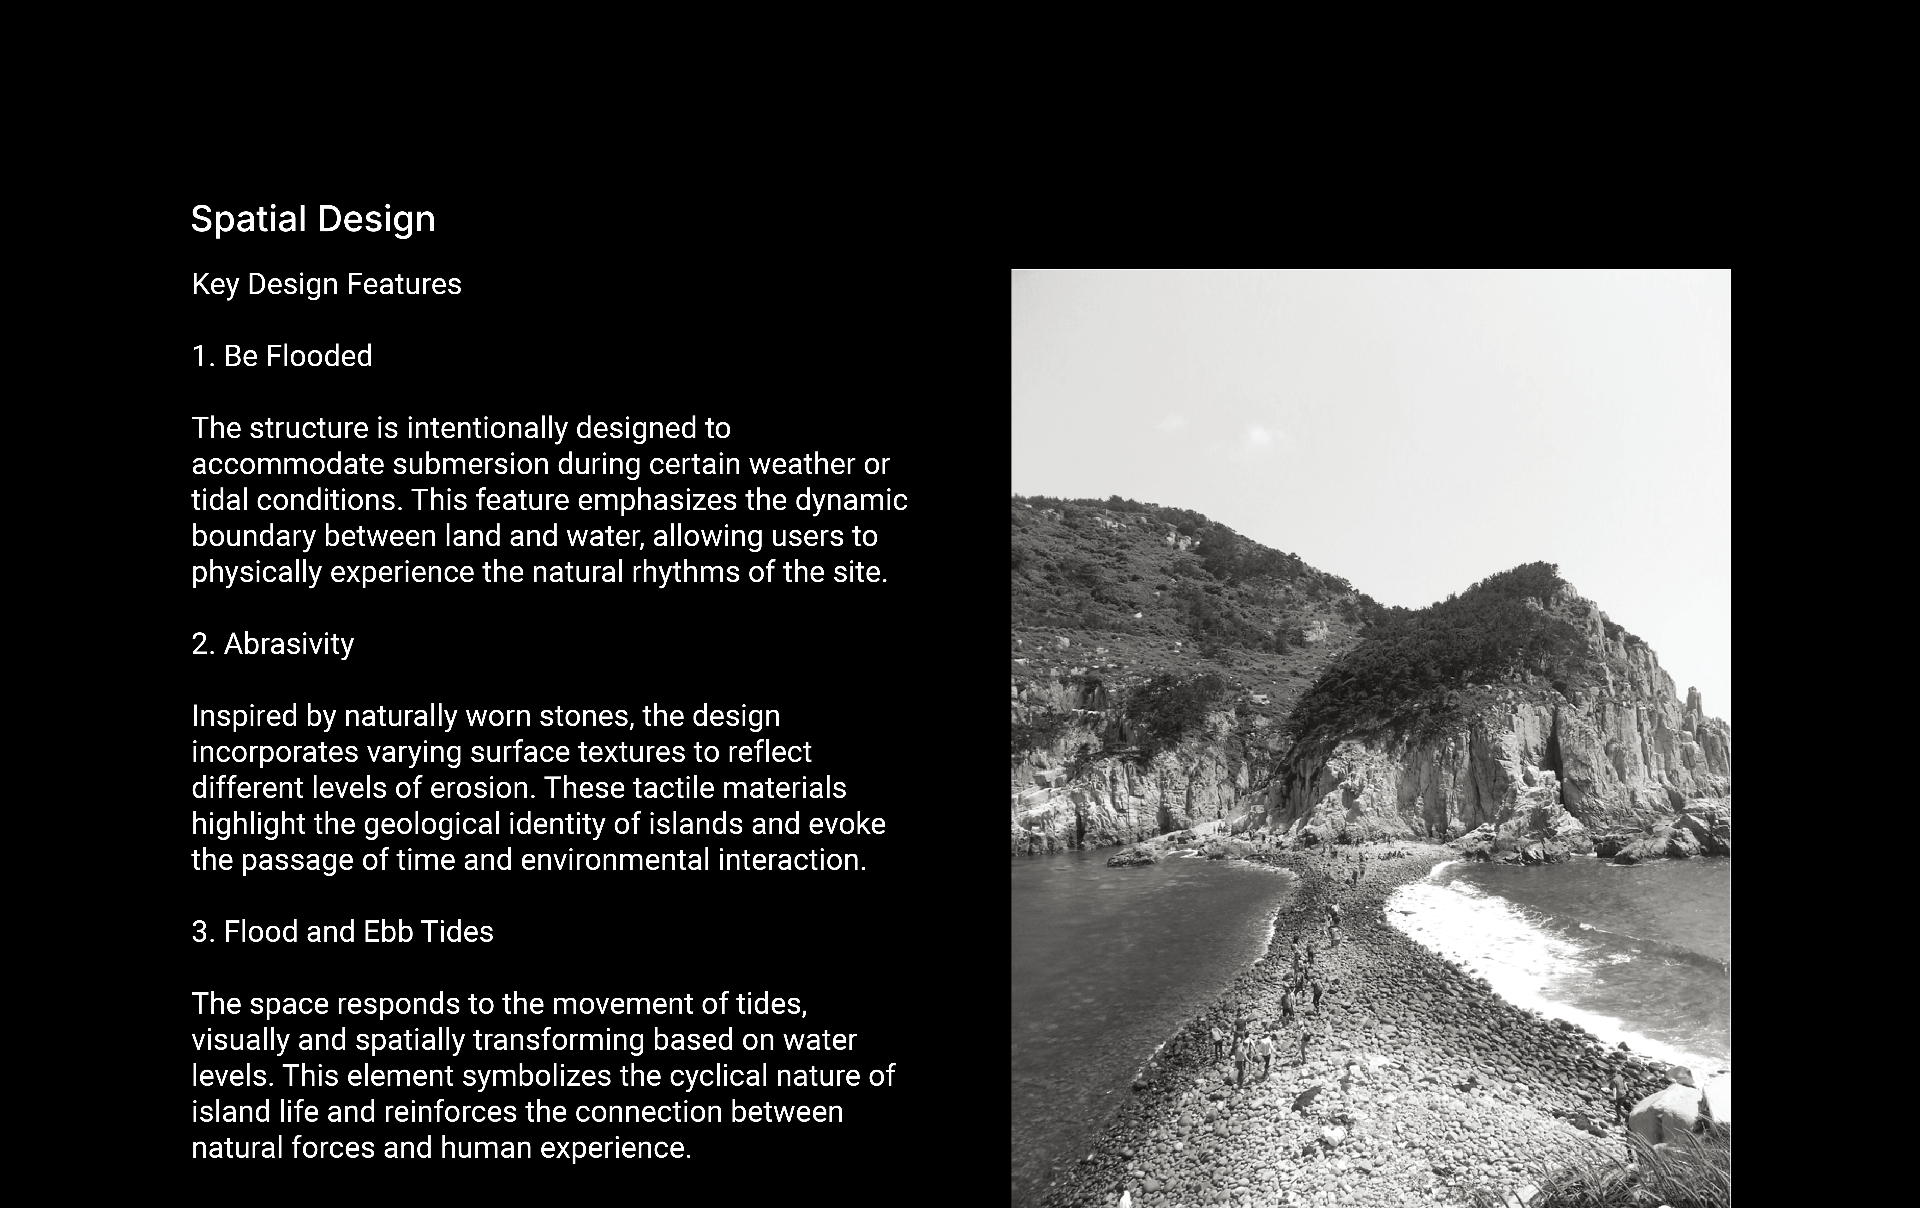 Spatial Design
Key Design Features
1. Be Flooded
The structure is intentionally designed to
accommodate submersion during certain weather or
tidal conditions. This feature emphasizes the dynamic
boundary between land and water, allowing users to
physically experience the natural rhythms of the site.
2. Abrasivity
Inspired by naturally worn stones, the design
incorporates varying surface textures to reflect
different levels of erosion. These tactile materials
highlight the geological identity of islands and evoke
the passage of time and environmental interaction.
3. Flood and Ebb Tides
The space responds to the movement of tides,
visually and spatially transforming based on water
levels. This element symbolizes the cyclical nature of
island life and reinforces the connection between
natural forces and human experience.